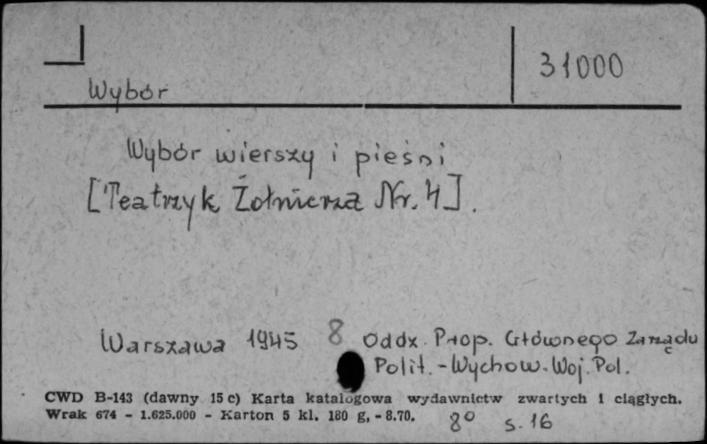 31000
Wybór
Wybór wierszy i pieśni
[Teatrzyk Żołnierza Nr. 4].
Warszawa 1945 8 Oddz. Prop. Głównego Zarządu
Polit.-Wychow. Woj. Pol.
CWD B-143 (dawny 15 c) Karta katalogowa wydawnictw zwartych i ciągłych.
Wrak 674 - 1.625.000 - Karton 5 kl. 180 g, - 8.70.
8° s. 16